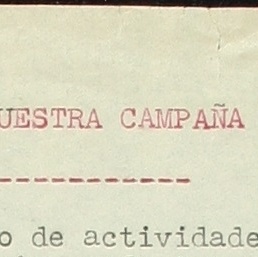 UESTRA CAMPAÑA
------------
o de actividade